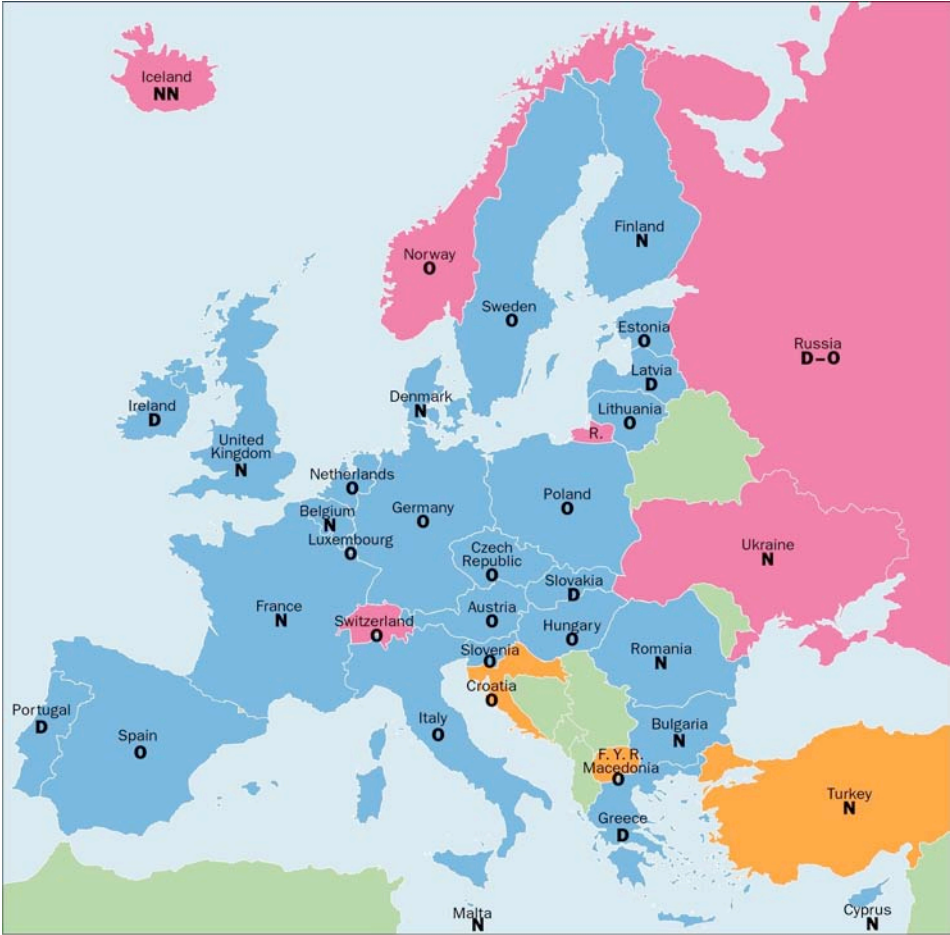 Iceland
NN
Finland
N
Norway
O
Sweden
O
Estonia
O
Russia
D–O
Latvia
D
Denmark
N
Ireland
D
Lithuania
O
R.
United
Kingdom
N
Netherlands
O
Poland
O
Germany
O
Belgium
N
Luxembourg
O
Ukraine
N
Czech
Republic
O
Slovakia
D
France
N
Austria
O
Switzerland
O
Hungary
O
Slovenia
O
Romania
N
Croatia
O
Portugal
D
Spain
O
Italy
O
Bulgaria
N
F. Y. R.
Macedonia
O
Turkey
N
Greece
D
Malta
N
Cyprus
N